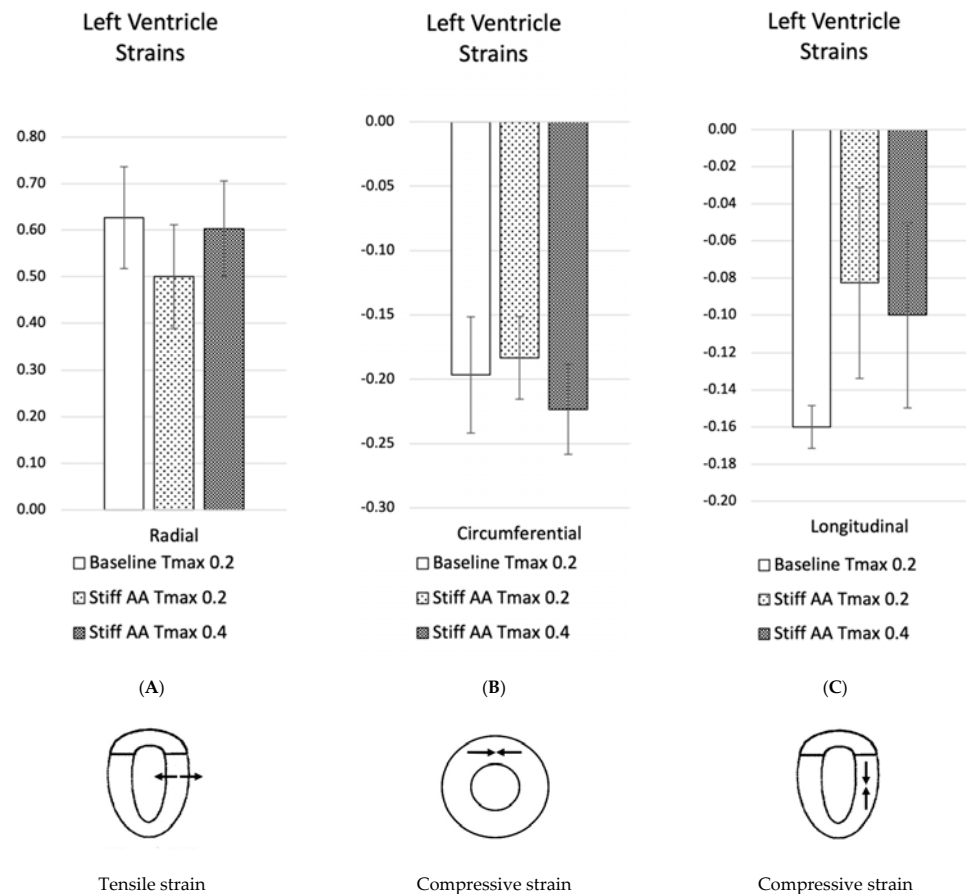 Left Ventricle
Strains
0.80
0.70
0.60
0.50
0.40
0.30
0.20
0.10
0.00
Radial
Baseline Tmax 0.2
Stiff AA Tmax 0.2
Stiff AA Tmax 0.4
(A)
Tensile strain
Left Ventricle
Strains
0.00
-0.05
-0.10
-0.15
-0.20
-0.25
-0.30
Circumferential
Baseline Tmax 0.2
Stiff AA Tmax 0.2
Stiff AA Tmax 0.4
(B)
Compressive strain
Left Ventricle
Strains
0.00
-0.02
-0.04
-0.06
-0.08
-0.10
-0.12
-0.14
-0.16
-0.18
-0.20
Longitudinal
Baseline Tmax 0.2
Stiff AA Tmax 0.2
Stiff AA Tmax 0.4
(C)
Compressive strain